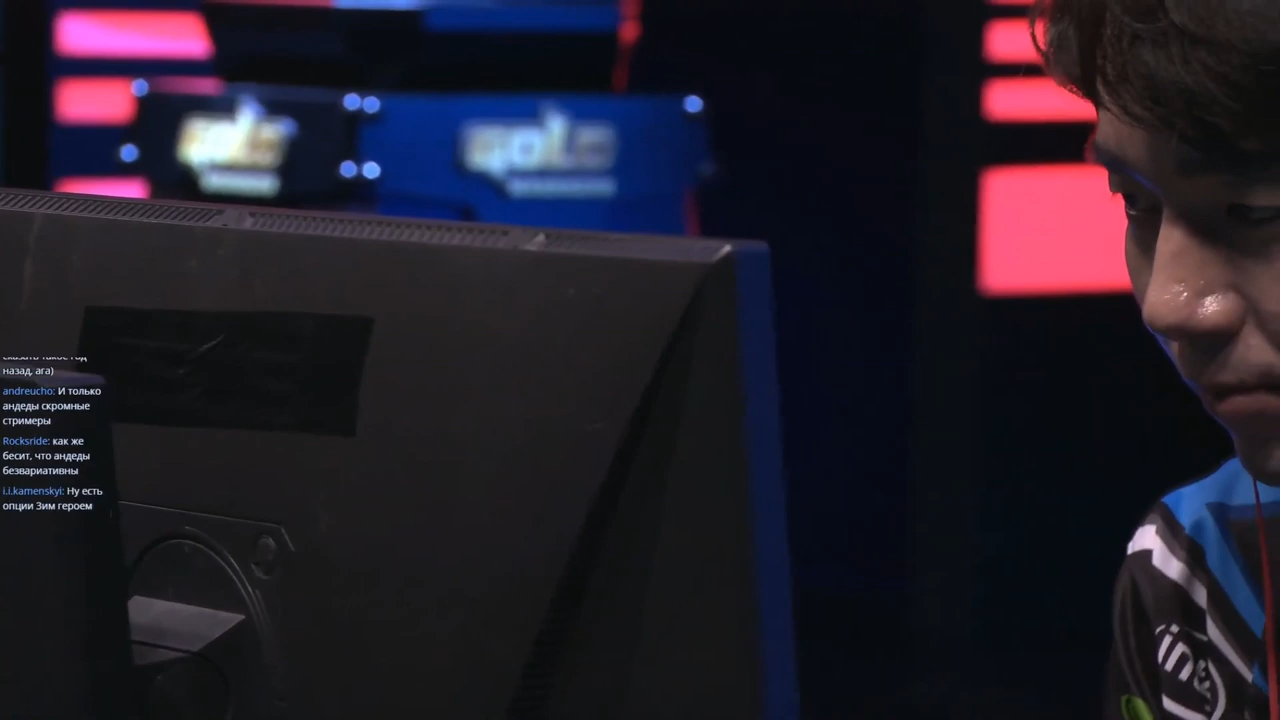 назад, ага)
andreucho: И только
андеды скромные
стримеры
Rocksride: как же
бесит, что андеды
безвариативны
i.i.kamenskyi: Ну есть
опции 3им героем